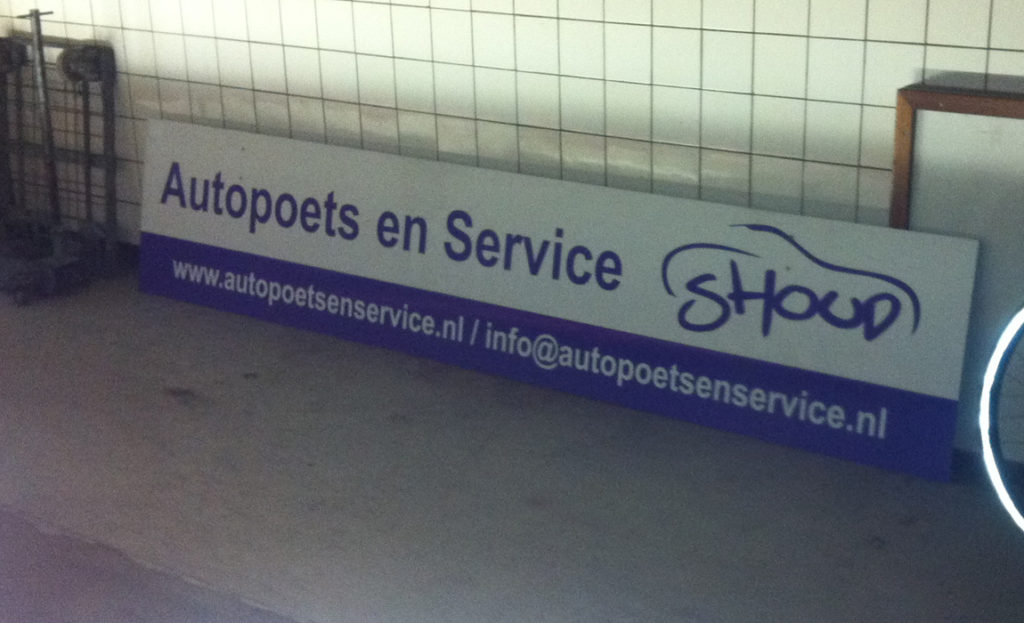 Autopoets en Service
SHOUD
www.autopoetsenservice.nl / info@autopoetsenservice.nl